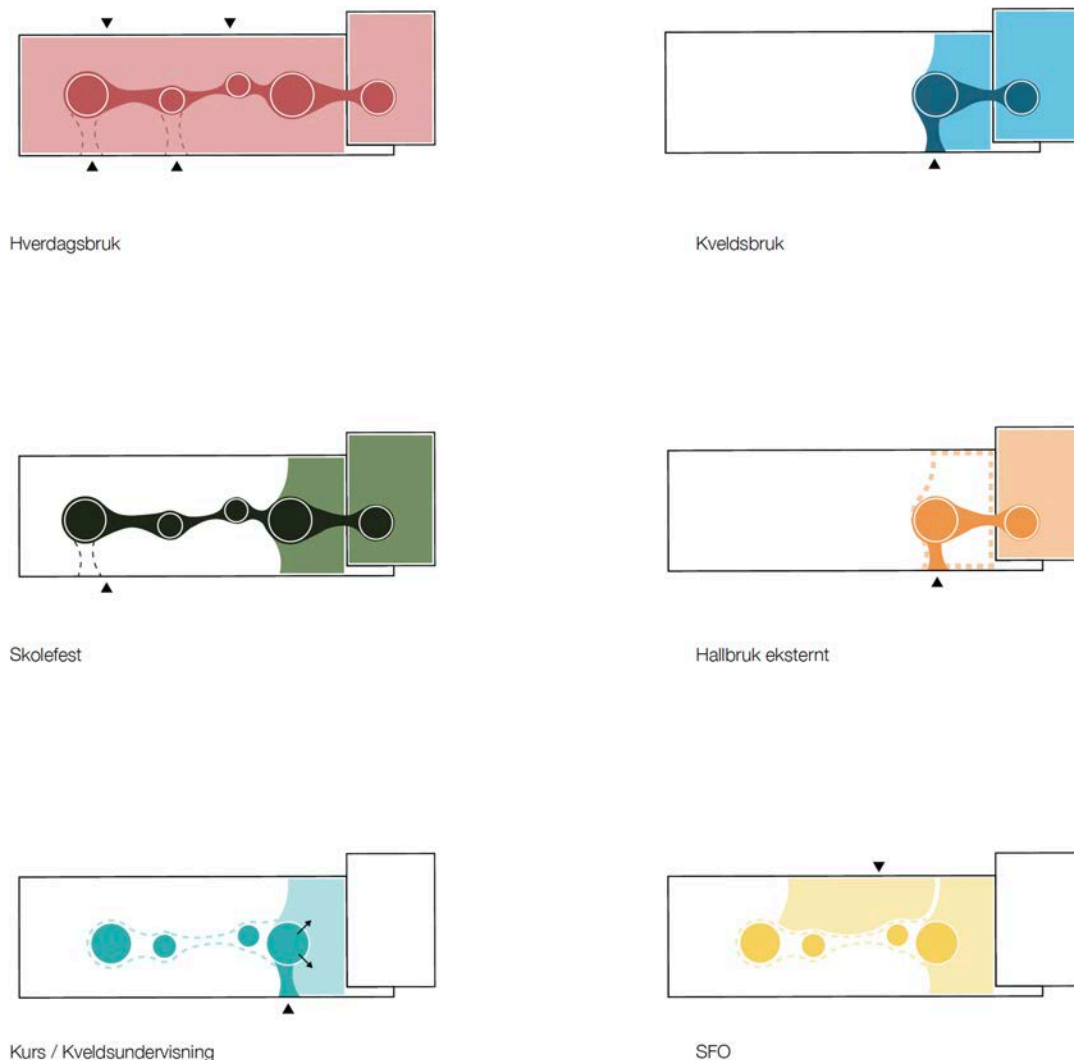 Hverdagsbruk
Kveldsbruk
Skolefest
Hallbruk eksternt
Kurs / Kveldsundervisning
SFO